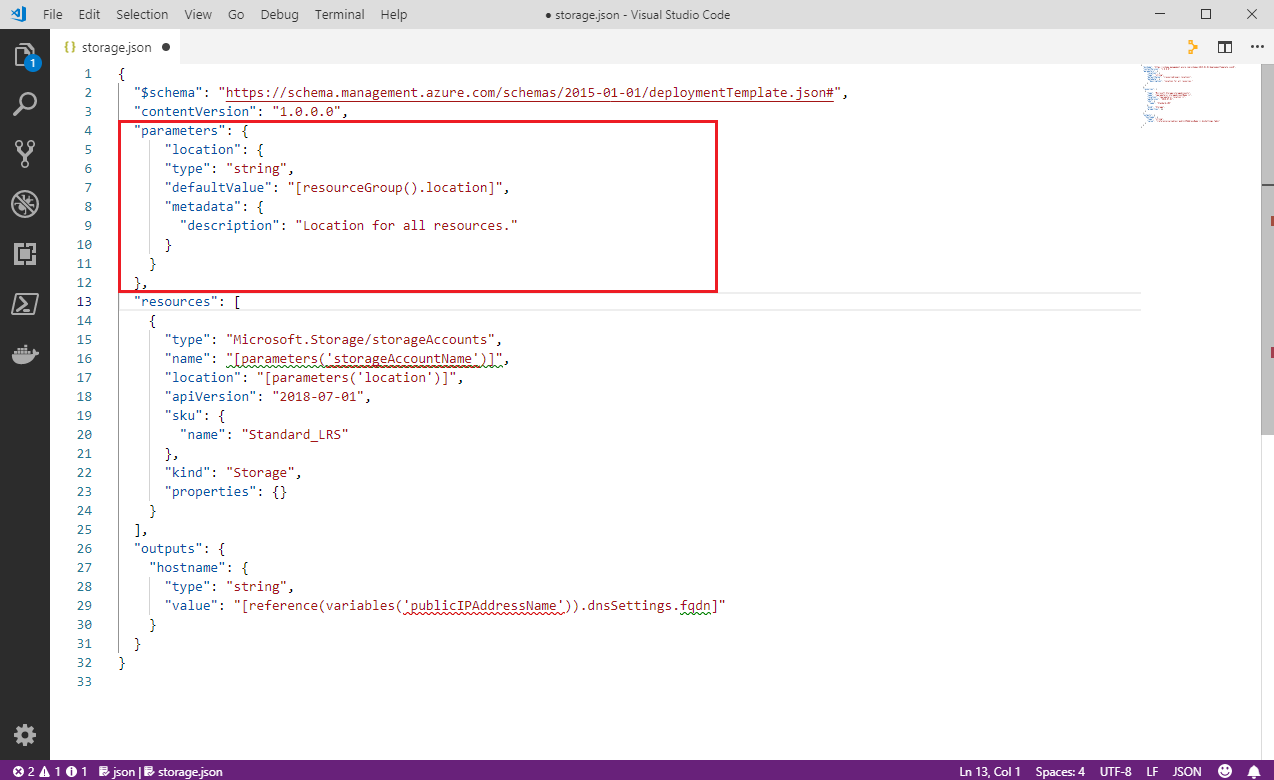 File Edit Selection View Go Debug Terminal Help ● storage.json - Visual Studio Code
1
{} storage.json ●
1 {
2   "$schema": "https://schema.management.azure.com/schemas/2015-01-01/deploymentTemplate.json#",
3   "contentVersion": "1.0.0.0",
4   "parameters": {
5       "location": {
6       "type": "string",
7       "defaultValue": "[resourceGroup().location]",
8       "metadata": {
9         "description": "Location for all resources."
10       }
11     }
12   },
13   "resources": [
14     {
15       "type": "Microsoft.Storage/storageAccounts",
16       "name": "[parameters('storageAccountName')]",
17       "location": "[parameters('location')]",
18       "apiVersion": "2018-07-01",
19       "sku": {
20         "name": "Standard_LRS"
21       },
22       "kind": "Storage",
23       "properties": {}
24     }
25   ],
26   "outputs": {
27     "hostname": {
28       "type": "string",
29       "value": "[reference(variables('publicIPAddressName')).dnsSettings.fqdn]"
30     }
31   }
32 }
33
2 1 1 json | storage.json Ln 13, Col 1 Spaces: 4 UTF-8 LF JSON